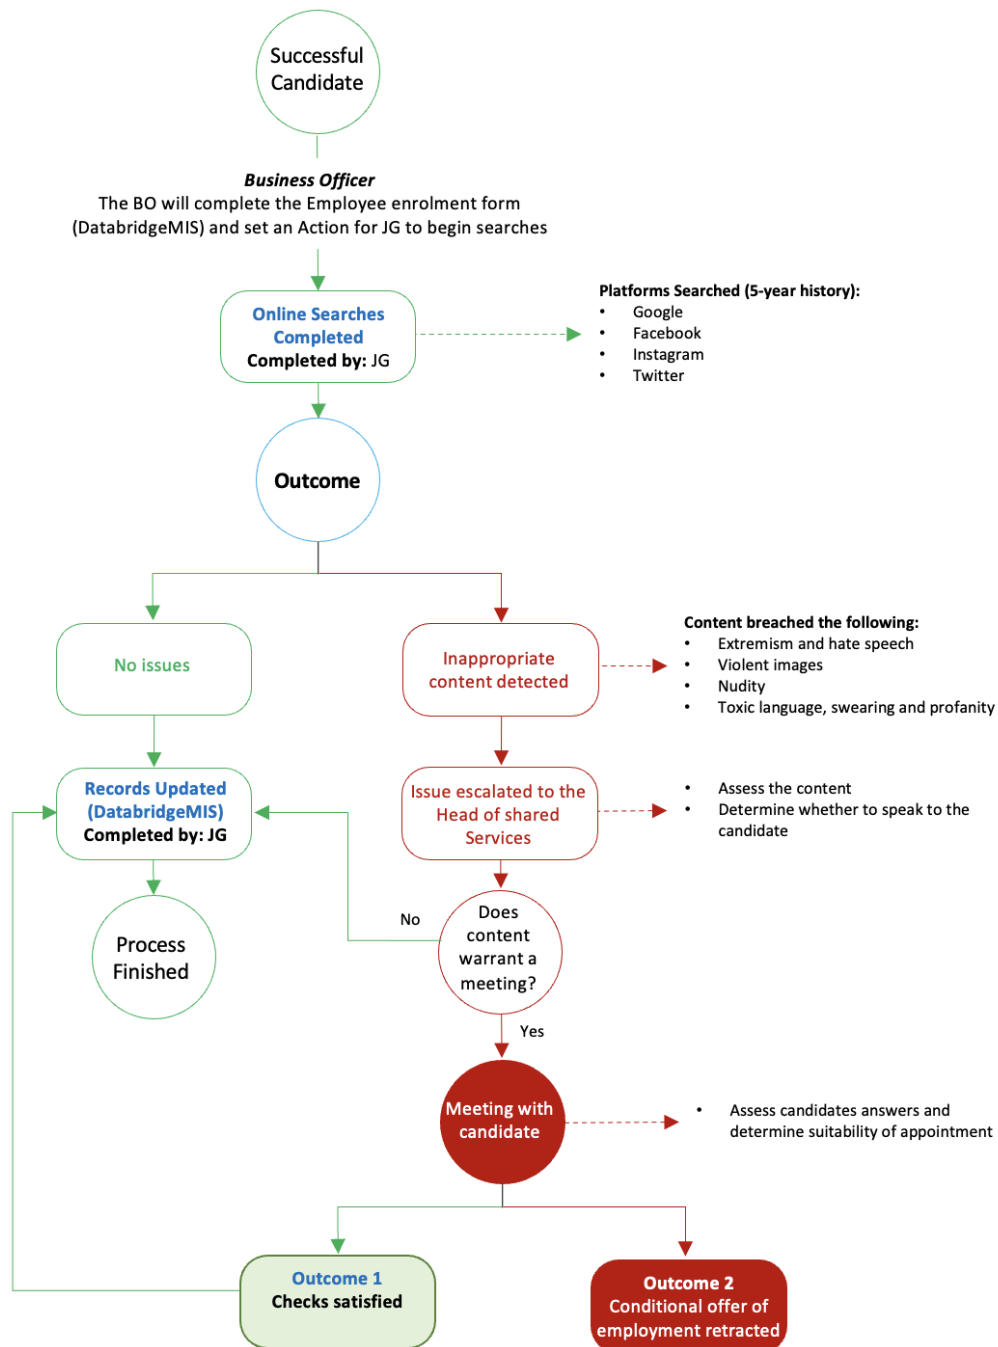 Successful
Candidate
Business Officer
The BO will complete the Employee enrolment form
(DatabridgeMIS) and set an Action for JG to begin searches
Online Searches
Completed
Completed by: JG
Platforms Searched (5-year history):
• Google
• Facebook
• Instagram
• Twitter
Outcome
No issues
Inappropriate
content detected
Content breached the following:
• Extremism and hate speech
• Violent images
• Nudity
• Toxic language, swearing and profanity
Records Updated
(DatabridgeMIS)
Completed by: JG
Issue escalated to the
Head of shared
Services
• Assess the content
• Determine whether to speak to the
candidate
Process
Finished
No
Does
content
warrant a
meeting?
Yes
Meeting with
candidate
• Assess candidates answers and
determine suitability of appointment
Outcome 1
Checks satisfied
Outcome 2
Conditional offer of
employment retracted